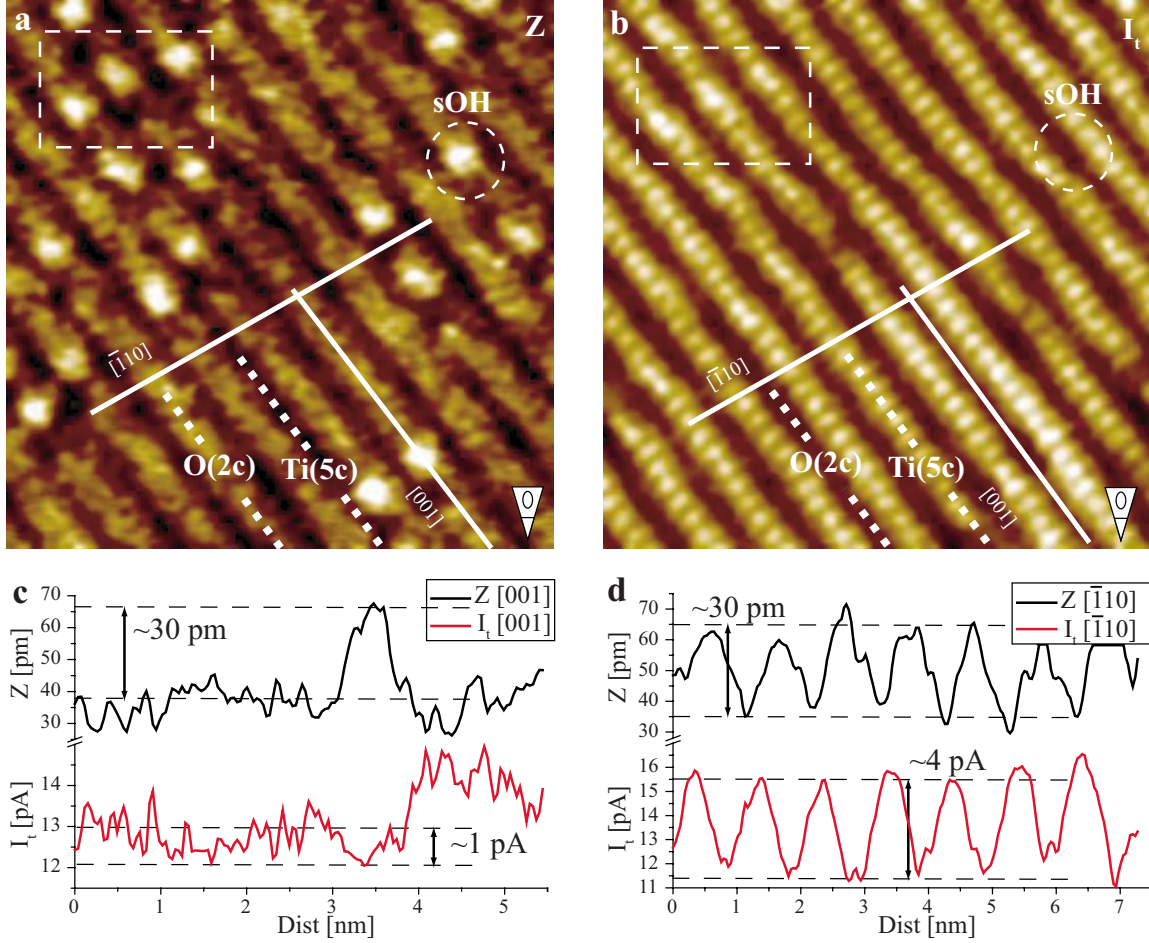 a
Z
sOH
[1̅10]
O(2c)
Ti(5c)
[001]
b
Iₜ
sOH
[1̅10]
O(2c)
Ti(5c)
[001]
c
Z [001]
Iₜ [001]
~30 pm
~1 pA
Z [pm]
70
60
50
40
30
Iₜ [pA]
14
13
12
0
1
2
3
4
5
Dist [nm]
d
Z [1̅10]
Iₜ [1̅10]
~30 pm
~4 pA
Z [pm]
70
60
50
40
30
Iₜ [pA]
16
15
14
13
12
11
0
1
2
3
4
5
6
7
Dist [nm]